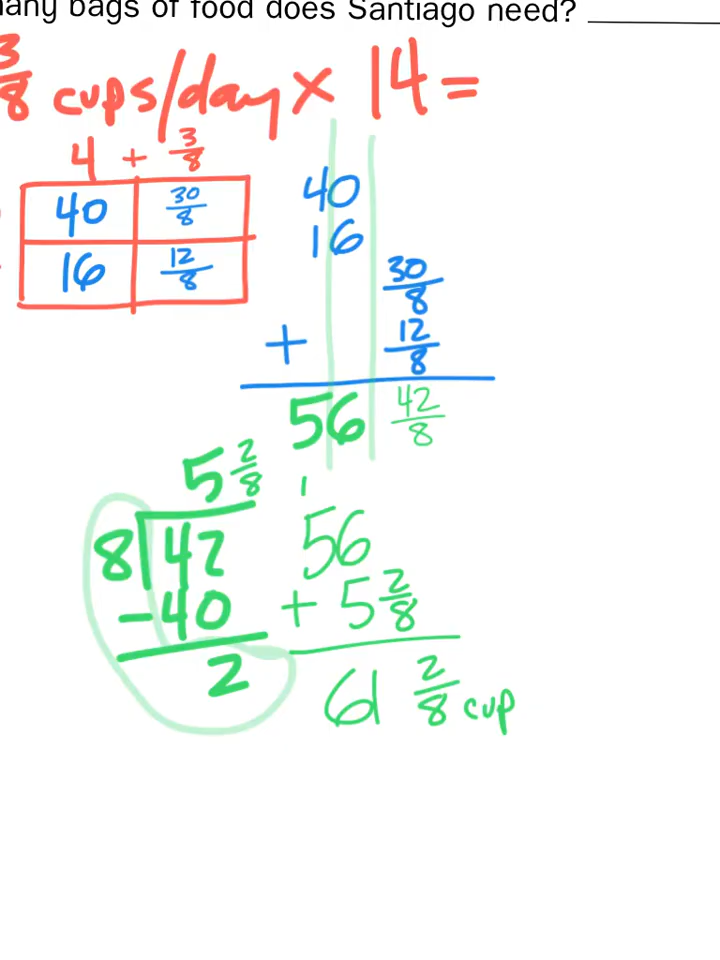 any bags of food does Santiago need?
3/8 cups/day × 14 =
4 + 3/8
40 30/8
16 12/8
40
16
30/8
+ 12/8
56 42/8
5 2/8
8 42
-40
2
1
56
+ 5 2/8
61 2/8 cup